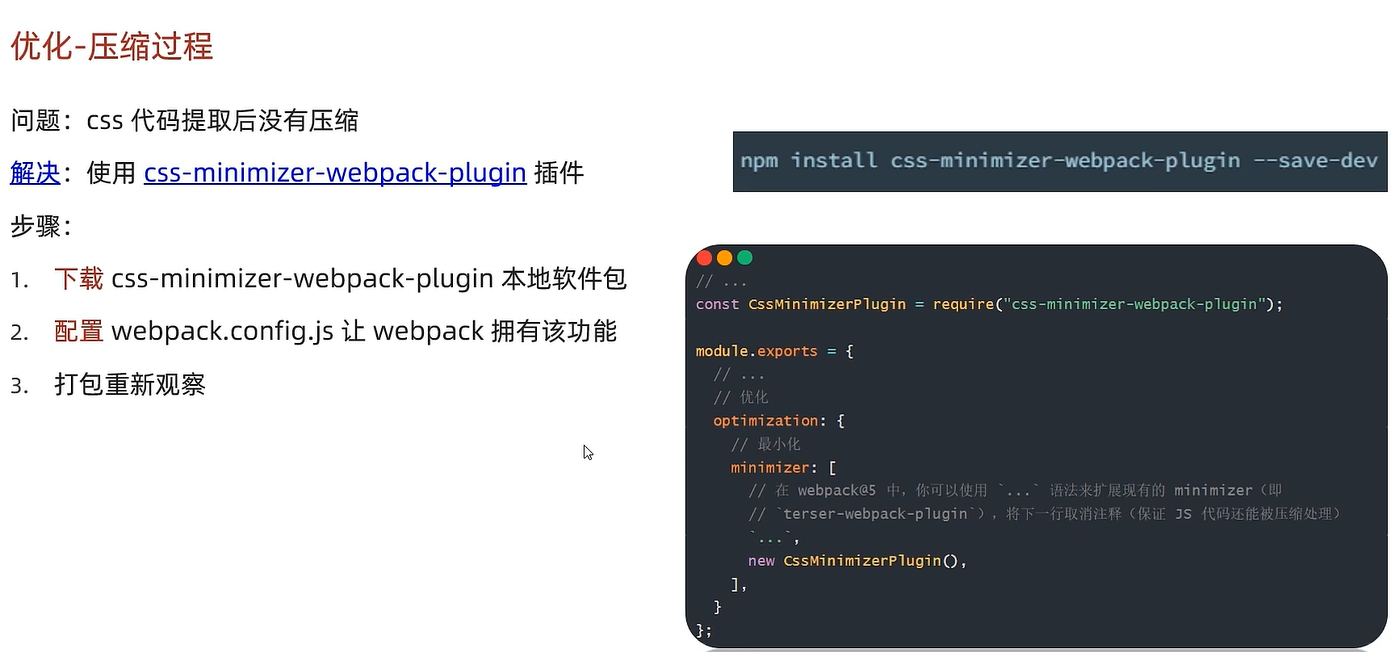 优化-压缩过程
问题：css 代码提取后没有压缩
解决：使用 css-minimizer-webpack-plugin 插件
步骤：
1. 下载 css-minimizer-webpack-plugin 本地软件包
2. 配置 webpack.config.js 让 webpack 拥有该功能
3. 打包重新观察
npm install css-minimizer-webpack-plugin --save-dev
// ...
const CssMinimizerPlugin = require("css-minimizer-webpack-plugin");
module.exports = {
// ...
// 优化
optimization: {
// 最小化
minimizer: [
// 在 webpack@5 中，你可以使用 `...` 语法来扩展现有的 minimizer（即
// `terser-webpack-plugin`），将下一行取消注释（保证 JS 代码还能被压缩处理）
`...`,
new CssMinimizerPlugin(),
],
}
};